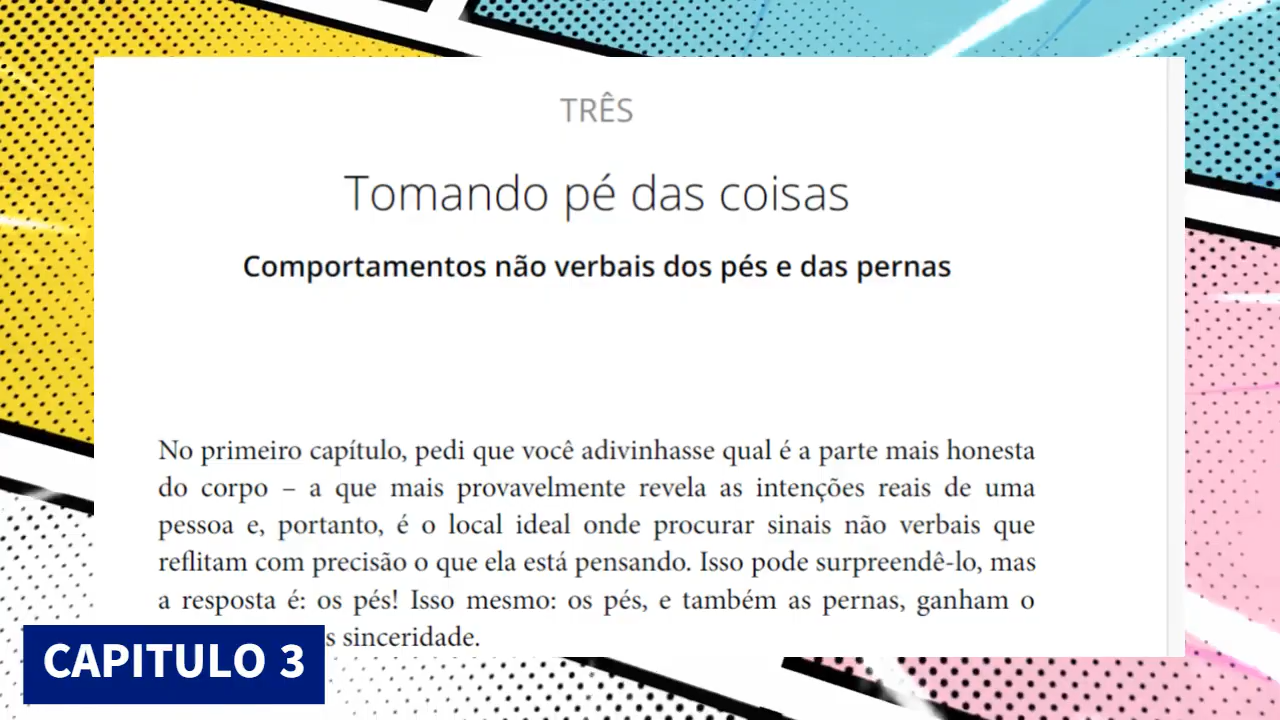 TRÊS
Tomando pé das coisas
Comportamentos não verbais dos pés e das pernas
No primeiro capítulo, pedi que você adivinhasse qual é a parte mais honesta
do corpo – a que mais provavelmente revela as intenções reais de uma
pessoa e, portanto, é o local ideal onde procurar sinais não verbais que
reflitam com precisão o que ela está pensando. Isso pode surpreendê-lo, mas
a resposta é: os pés! Isso mesmo: os pés, e também as pernas, ganham o
sinceridade.
CAPITULO 3